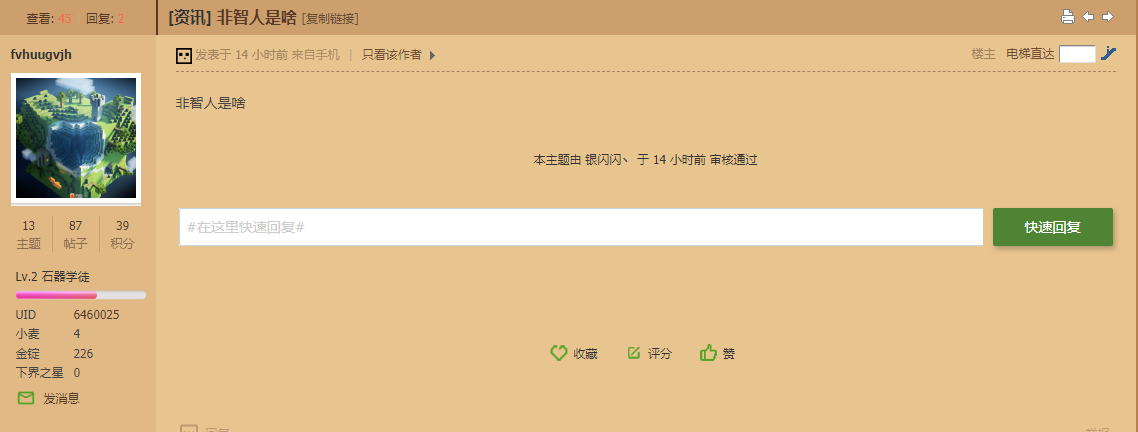 查看: 45 回复: 2
[资讯] 非智人是啥 [复制链接]
fvhuugvjh
发表于 14 小时前 来自手机 | 只看该作者
楼主 电梯直达
非智人是啥
本主题由 银闪闪丶 于 14 小时前 审核通过
13 87 39
主题 帖子 积分
#在这里快速回复#
快速回复
Lv.2 石器学徒
UID 6460025
小麦 4
金锭 226
下界之星 0
发消息
收藏 评分 赞
回复 举报